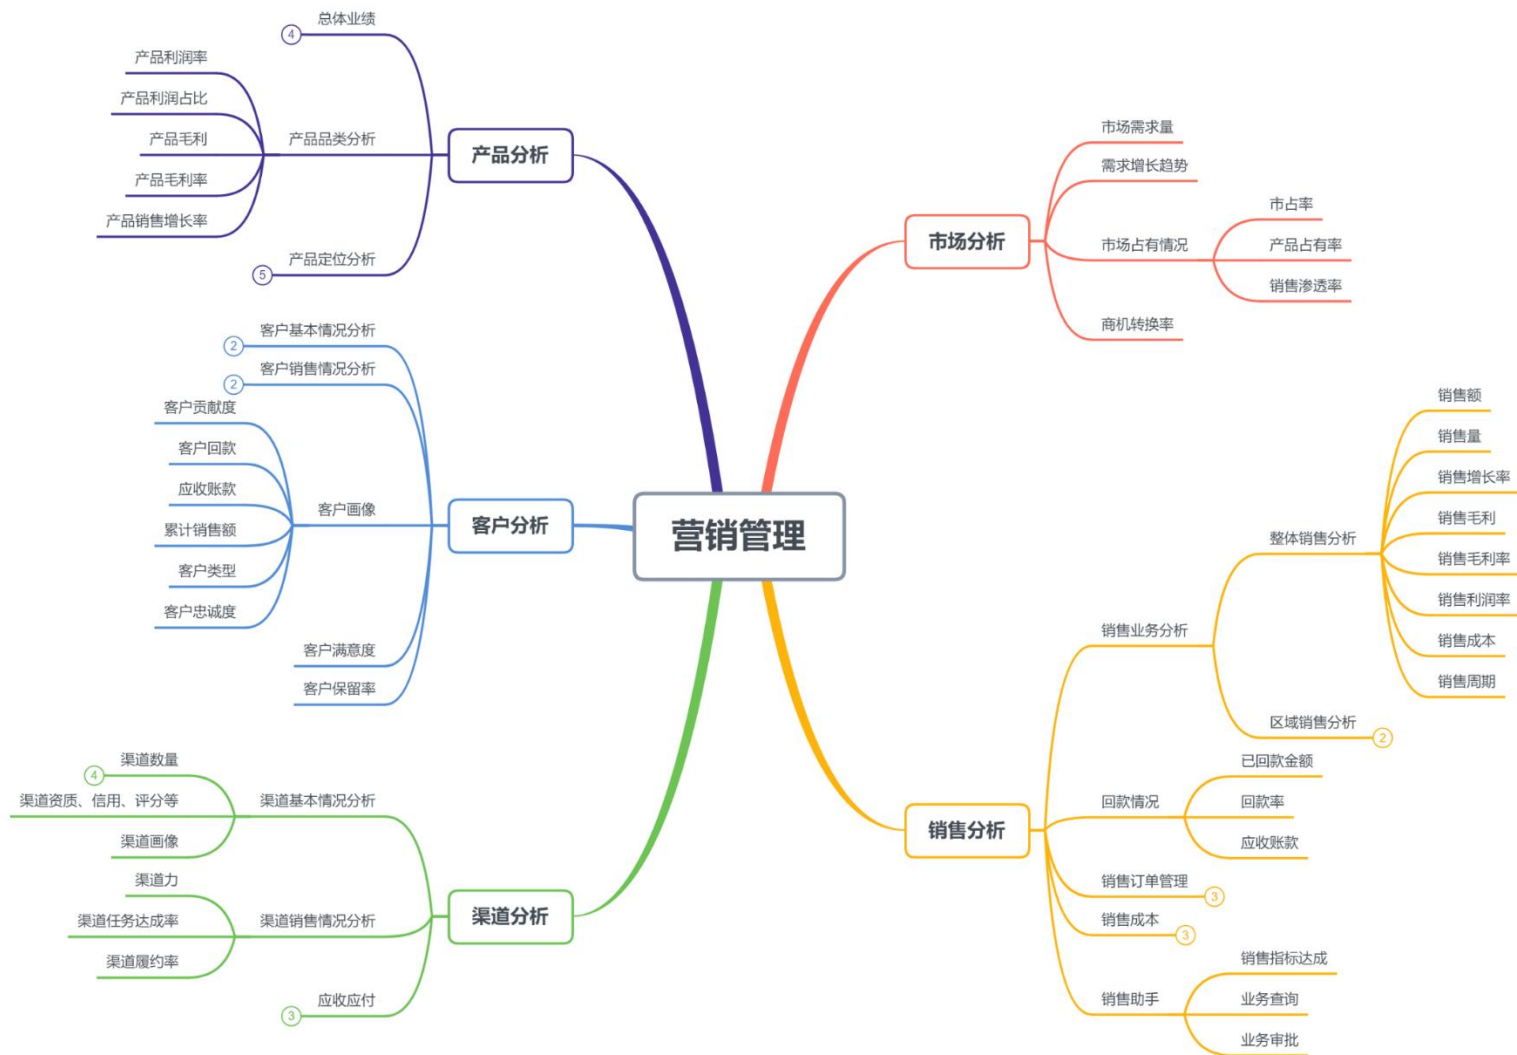 营销管理
产品分析
总体业绩
4
产品品类分析
产品利润率
产品利润占比
产品毛利
产品毛利率
产品销售增长率
产品定位分析
5
客户分析
客户基本情况分析
2
客户销售情况分析
2
客户画像
客户贡献度
客户回款
应收账款
累计销售额
客户类型
客户忠诚度
客户满意度
客户保留率
渠道分析
渠道基本情况分析
渠道数量
4
渠道资质、信用、评分等
渠道画像
渠道销售情况分析
渠道力
渠道任务达成率
渠道履约率
应收应付
3
市场分析
市场需求量
需求增长趋势
市场占有情况
市占率
产品占有率
销售渗透率
商机转换率
销售分析
销售业务分析
整体销售分析
销售额
销售量
销售增长率
销售毛利
销售毛利率
销售利润率
销售成本
销售周期
区域销售分析
2
回款情况
已回款金额
回款率
应收账款
销售订单管理
3
销售成本
3
销售助手
销售指标达成
业务查询
业务审批